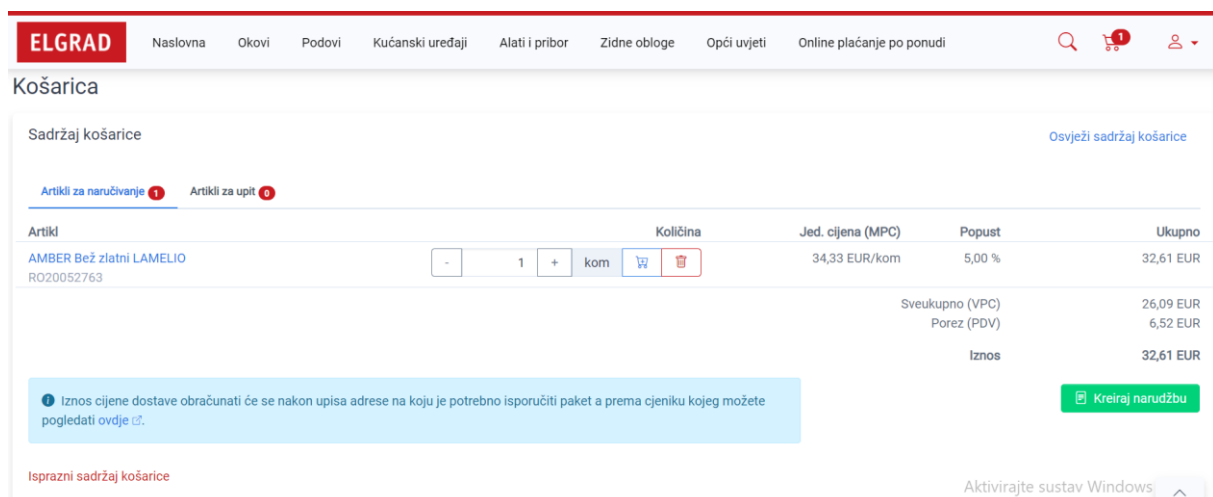 ELGRAD Naslovna Okovi Podovi Kućanski uređaji Alati i pribor Zidne obloge Opći uvjeti Online plaćanje po ponudi 1
Košarica
Sadržaj košarice Osvježi sadržaj košarice
Artikli za naručivanje 1 Artikli za upit 0
Artikl Količina Jed. cijena (MPC) Popust Ukupno
AMBER Bež zlatni LAMELIO - 1 + kom 34,33 EUR/kom 5,00 % 32,61 EUR
RO20052763
Sveukupno (VPC) 26,09 EUR
Porez (PDV) 6,52 EUR
Iznos 32,61 EUR
Iznos cijene dostave obračunati će se nakon upisa adrese na koju je potrebno isporučiti paket a prema cjeniku kojeg možete
pogledati ovdje.
Kreiraj narudžbu
Isprazni sadržaj košarice
Aktivirajte sustav Windows